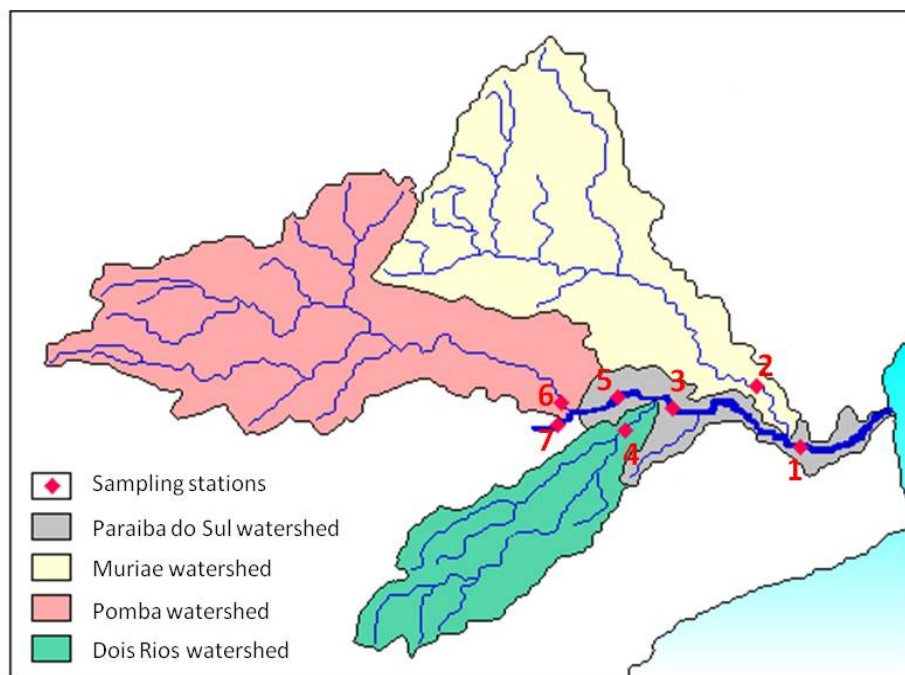 2
5
3
6
7
4
1
Sampling stations
Paraiba do Sul watershed
Muriae watershed
Pomba watershed
Dois Rios watershed